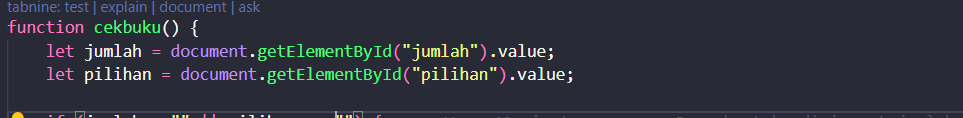 tabnine: test | explain | document | ask
function cekbuku() {
let jumlah = document.getElementById("jumlah").value;
let pilihan = document.getElementById("pilihan").value;